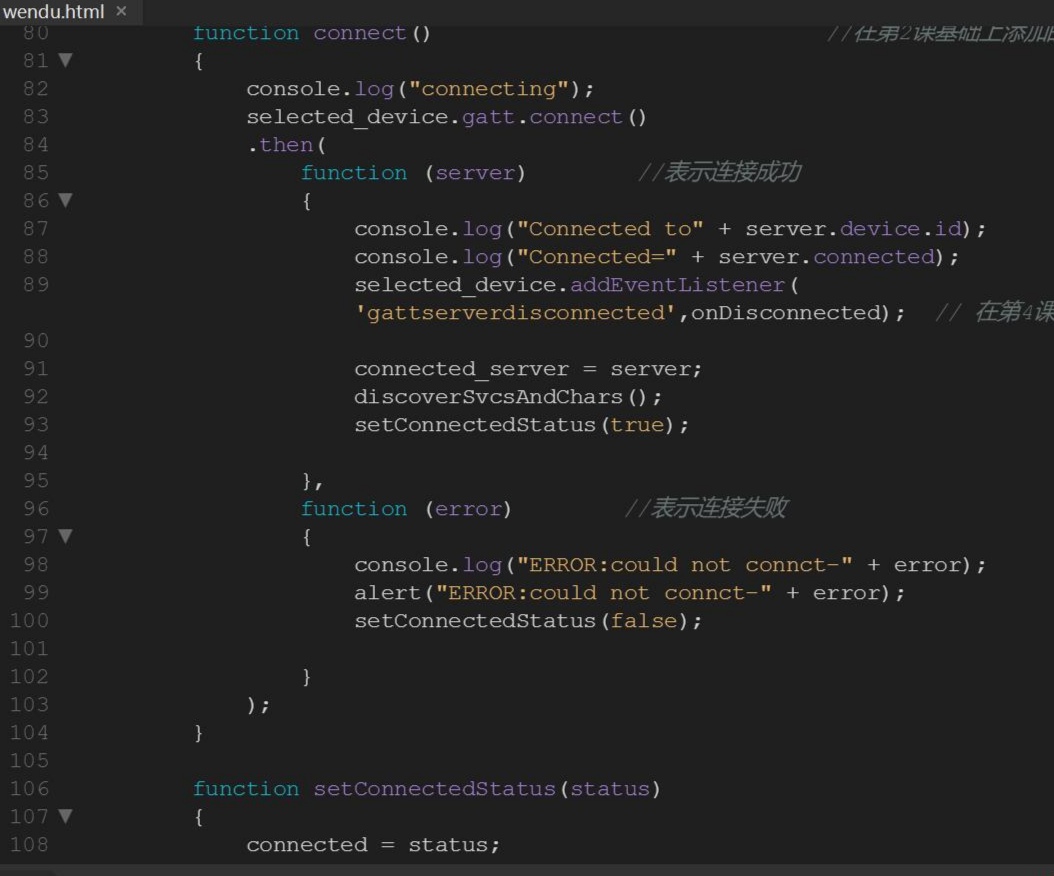 wendu.html ×
80 function connect() //在第2课基础上添加
81 {
82 console.log("connecting");
83 selected_device.gatt.connect()
84 .then(
85 function (server) //表示连接成功
86 {
87 console.log("Connected to" + server.device.id);
88 console.log("Connected=" + server.connected);
89 selected_device.addEventListener(
'gattserverdisconnected',onDisconnected); // 在第4课
90
91 connected_server = server;
92 discoverSvcsAndChars();
93 setConnectedStatus(true);
94
95 },
96 function (error) //表示连接失败
97 {
98 console.log("ERROR:could not connct-" + error);
99 alert("ERROR:could not connct-" + error);
100 setConnectedStatus(false);
101
102 }
103 );
104 }
105
106 function setConnectedStatus(status)
107 {
108 connected = status;